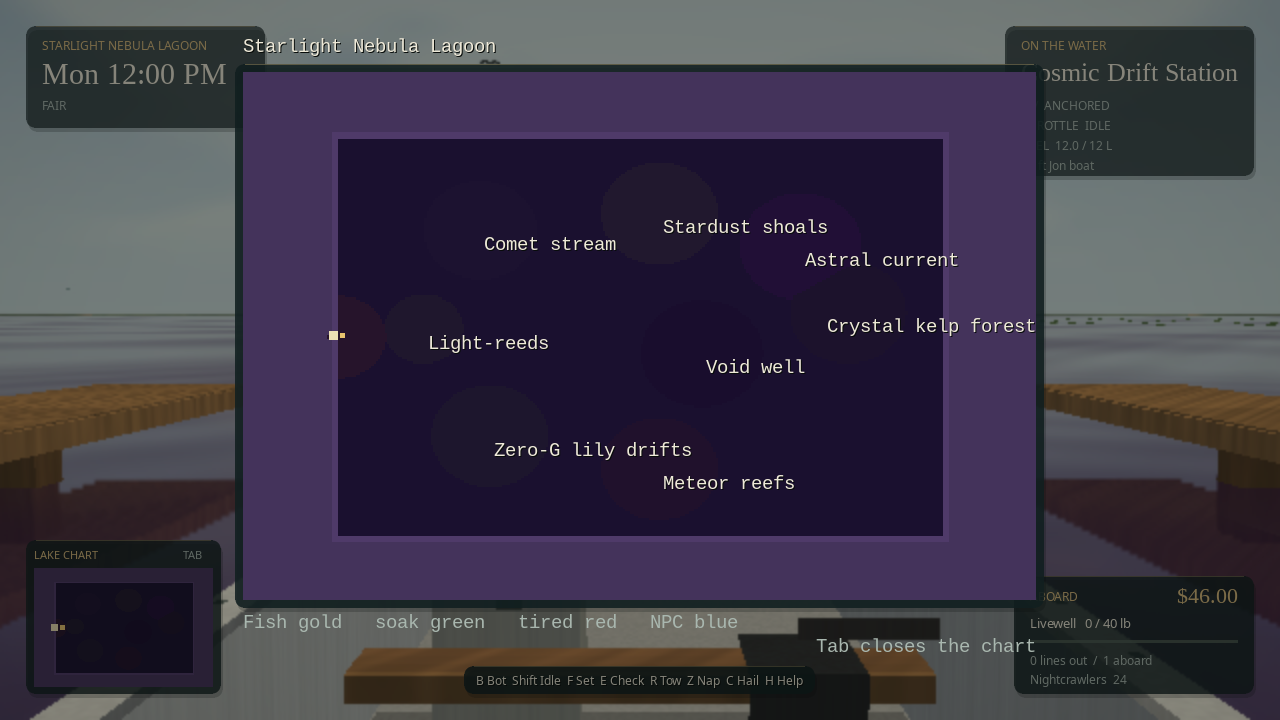 STARLIGHT NEBULA LAGOON
Mon 12:00 PM
FAIR
Starlight Nebula Lagoon
ON THE WATER
osmic Drift Station
ANCHORED
OTTLE IDLE
L 12.0 / 12 L
Jon boat
Stardust shoals
Comet stream
Astral current
Crystal kelp forest
Light-reeds
Void well
Zero-G lily drifts
Meteor reefs
LAKE CHART TAB
Fish gold soak green tired red NPC blue
Tab closes the chart
OARD $46.00
Livewell 0 / 40 lb
0 lines out / 1 aboard
Nightcrawlers 24
B Bot Shift Idle F Set E Check R Tow Z Nap C Hail H Help